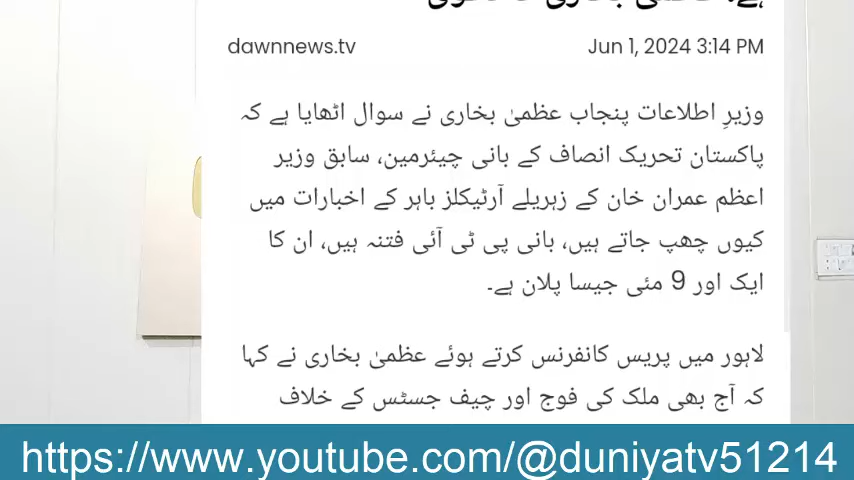 dawnnews.tv Jun 1, 2024 3:14 PM
وزیرِ اطلاعات پنجاب عظمیٰ بخاری نے سوال اٹھایا ہے کہ
پاکستان تحریک انصاف کے بانی چیئرمین، سابق وزیر
اعظم عمران خان کے زہریلے آرٹیکلز باہر کے اخبارات میں
کیوں چھپ جاتے ہیں، بانی پی ٹی آئی فتنہ ہیں، ان کا
ایک اور 9 مئی جیسا پلان ہے۔
لاہور میں پریس کانفرنس کرتے ہوئے عظمیٰ بخاری نے کہا
کہ آج بھی ملک کی فوج اور چیف جسٹس کے خلاف
https://www.youtube.com/@duniyatv51214